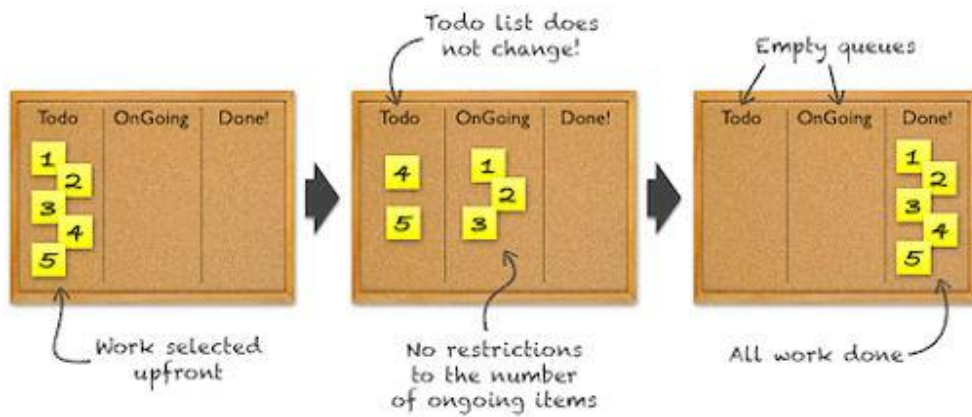 Todo list does
not change!
Empty queues
Todo OnGoing Done!
1
2
3
4
5
Todo OnGoing Done!
4
5
1
2
3
Todo OnGoing Done!
1
2
3
4
5
Work selected
upfront
No restrictions
to the number
of ongoing items
All work done